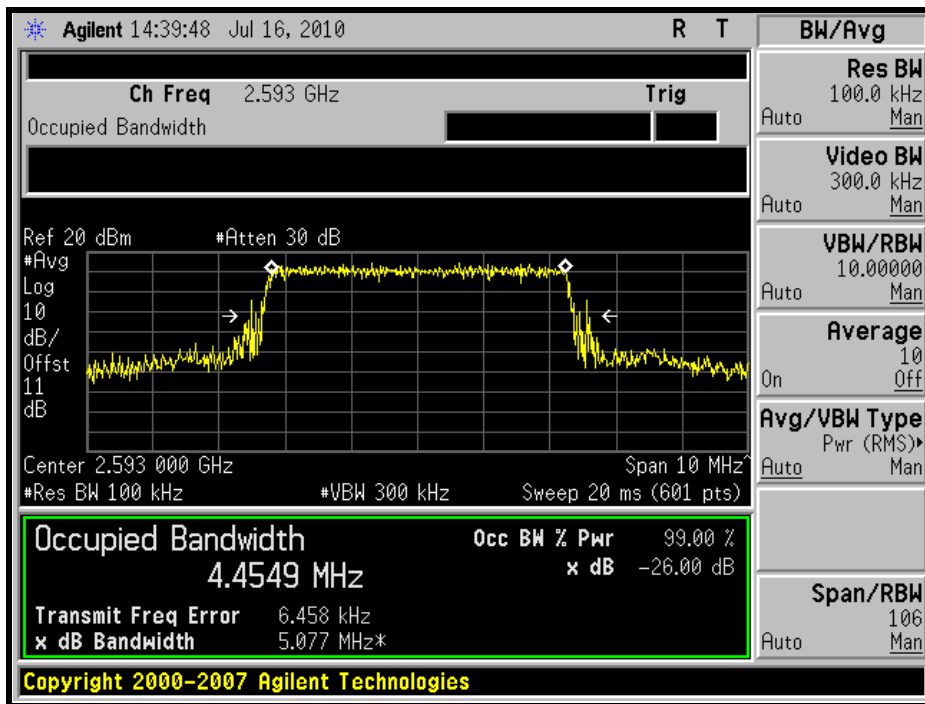 Agilent 14:39:48 Jul 16, 2010 R T
Ch Freq 2.593 GHz Trig
Occupied Bandwidth
Ref 20 dBm #Atten 30 dB
#Avg
Log
10
dB/
Offst
11
dB
Center 2.593 000 GHz Span 10 MHz^
#Res BW 100 kHz #VBW 300 kHz Sweep 20 ms (601 pts)
Occupied Bandwidth
4.4549 MHz
Occ BW % Pwr 99.00 %
x dB -26.00 dB
Transmit Freq Error 6.458 kHz
x dB Bandwidth 5.077 MHz*
Copyright 2000-2007 Agilent Technologies
BW/Avg
Res BW
100.0 kHz
Auto Man
Video BW
300.0 kHz
Auto Man
VBW/RBW
10.00000
Auto Man
Average
10
On Off
Avg/VBW Type
Pwr (RMS)▸
Auto Man
Span/RBW
106
Auto Man